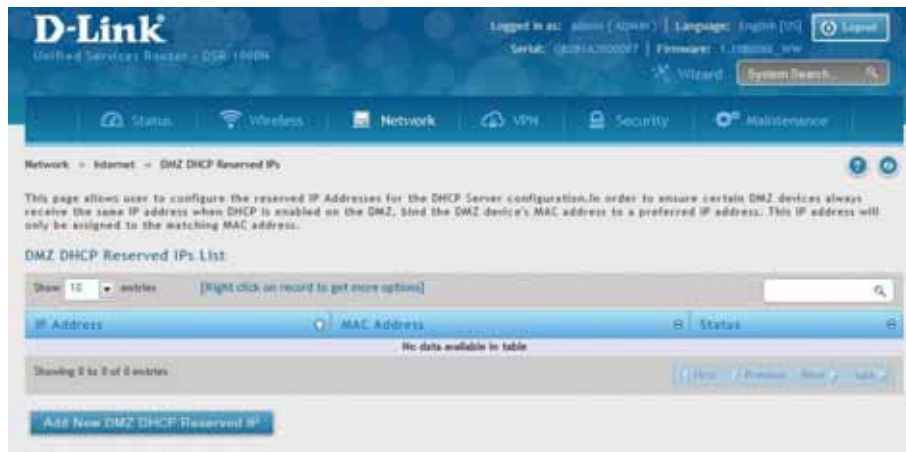 D-Link
Unified Services Router - DSR-1000N
Logged in as: admin ( ADMIN ) | Language: English [US]
Logout
Serial: | Firmware:
Wizard
System Search...
Status
Wireless
Network
VPN
Security
Maintenance
Network » Internet » DMZ DHCP Reserved IPs
This page allows user to configure the reserved IP Addresses for the DHCP Server configuration.In order to ensure certain DMZ devices always
receive the same IP address when DHCP is enabled on the DMZ, bind the DMZ device's MAC address to a preferred IP address. This IP address will
only be assigned to the matching MAC address.
DMZ DHCP Reserved IPs List
Show 10 entries [Right click on record to get more options]
IP Address MAC Address Status
No data available in table
Showing 0 to 0 of 0 entries
First Previous Next Last
Add New DMZ DHCP Reserved IP